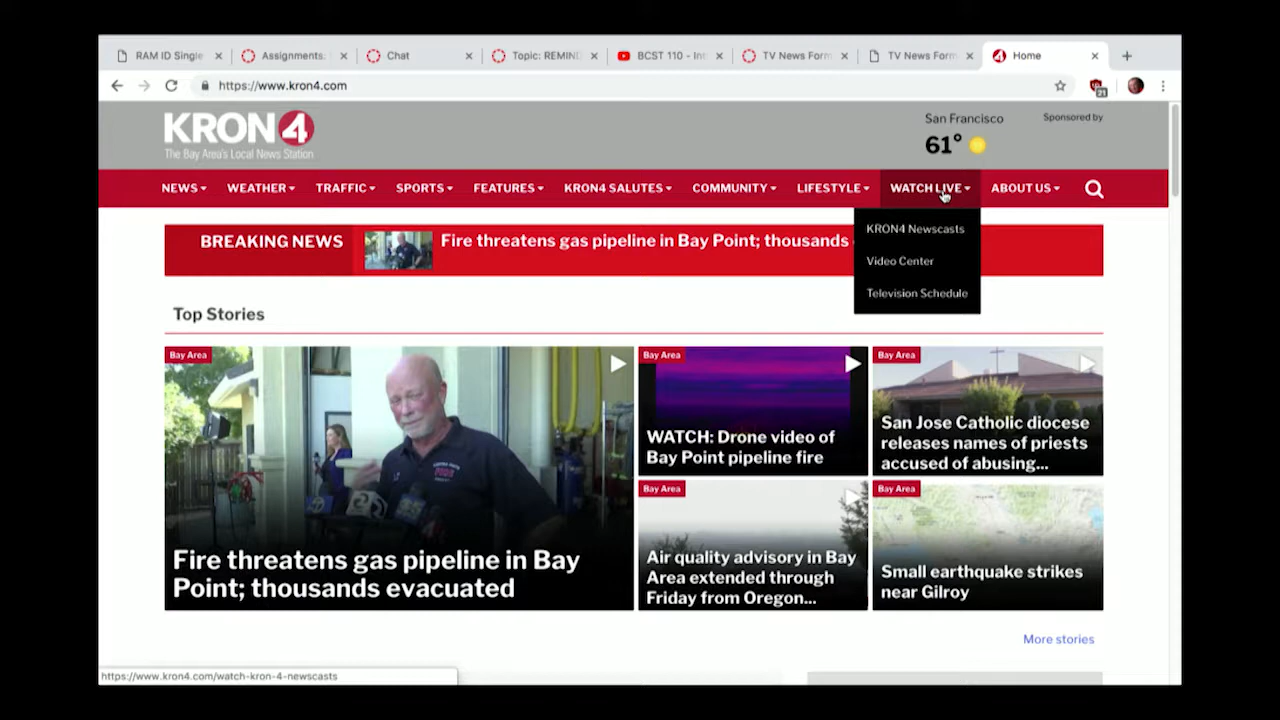 RAM ID Single
Assignments:
Chat
Topic: REMIND
BCST 110 - Int
TV News Form
TV News Form
Home
https://www.kron4.com
21
KRON4
The Bay Area's Local News Station
San Francisco
61°
Sponsored by
NEWS
WEATHER
TRAFFIC
SPORTS
FEATURES
KRON4 SALUTES
COMMUNITY
LIFESTYLE
WATCH LIVE
ABOUT US
KRON4 Newscasts
Video Center
Television Schedule
BREAKING NEWS
Fire threatens gas pipeline in Bay Point; thousands
Top Stories
Bay Area
Fire threatens gas pipeline in Bay
Point; thousands evacuated
Bay Area
WATCH: Drone video of
Bay Point pipeline fire
Bay Area
San Jose Catholic diocese
releases names of priests
accused of abusing...
Bay Area
Air quality advisory in Bay
Area extended through
Friday from Oregon...
Bay Area
Small earthquake strikes
near Gilroy
More stories
https://www.kron4.com/watch-kron-4-newscasts